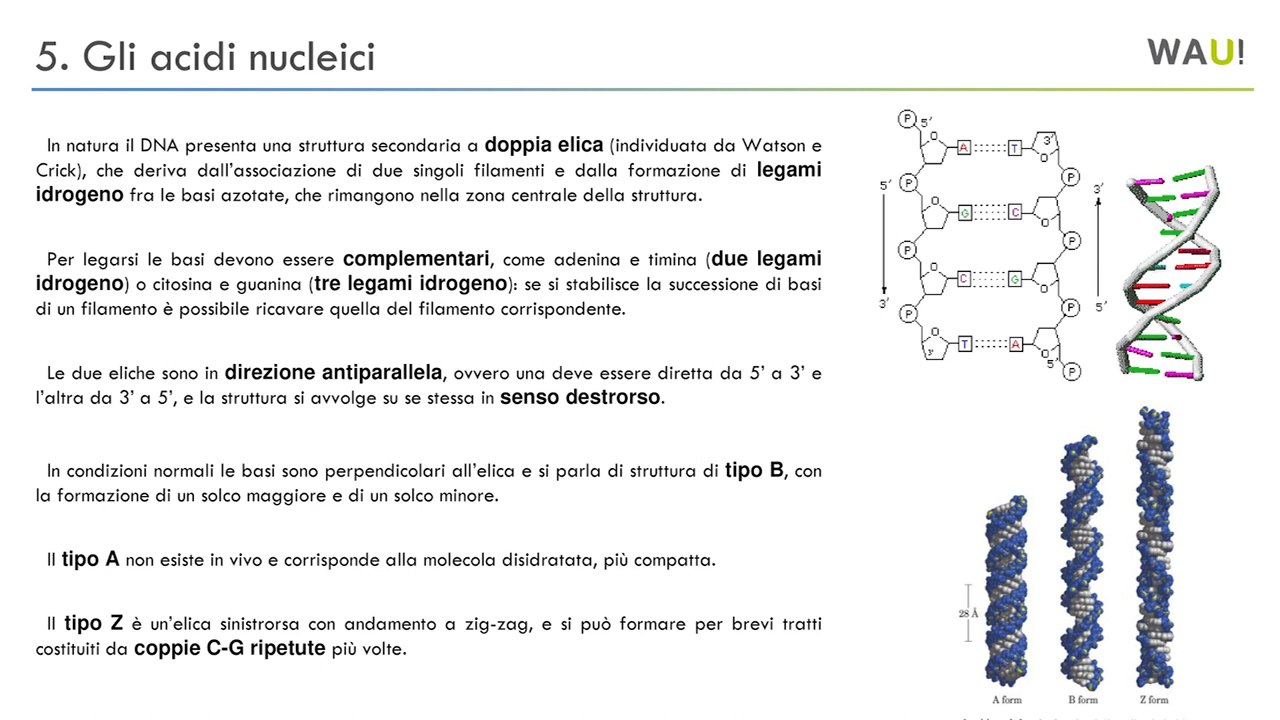 5. Gli acidi nucleici
WAU!
In natura il DNA presenta una struttura secondaria a doppia elica (individuata da Watson e
Crick), che deriva dall'associazione di due singoli filamenti e dalla formazione di legami
idrogeno fra le basi azotate, che rimangono nella zona centrale della struttura.
Per legarsi le basi devono essere complementari, come adenina e timina (due legami
idrogeno) o citosina e guanina (tre legami idrogeno): se si stabilisce la successione di basi
di un filamento è possibile ricavare quella del filamento corrispondente.
Le due eliche sono in direzione antiparallela, ovvero una deve essere diretta da 5' a 3' e
l'altra da 3' a 5', e la struttura si avvolge su se stessa in senso destrorso.
In condizioni normali le basi sono perpendicolari all'elica e si parla di struttura di tipo B, con
la formazione di un solco maggiore e di un solco minore.
Il tipo A non esiste in vivo e corrisponde alla molecola disidratata, più compatta.
Il tipo Z è un'elica sinistrorsa con andamento a zig-zag, e si può formare per brevi tratti
costituiti da coppie C-G ripetute più volte.
P 5' O A T 3' O
5' P P 3'
O G C O
P P
O C G O
3' P P 5'
O 3' T A O 5'
P
28 Å
A form B form Z form